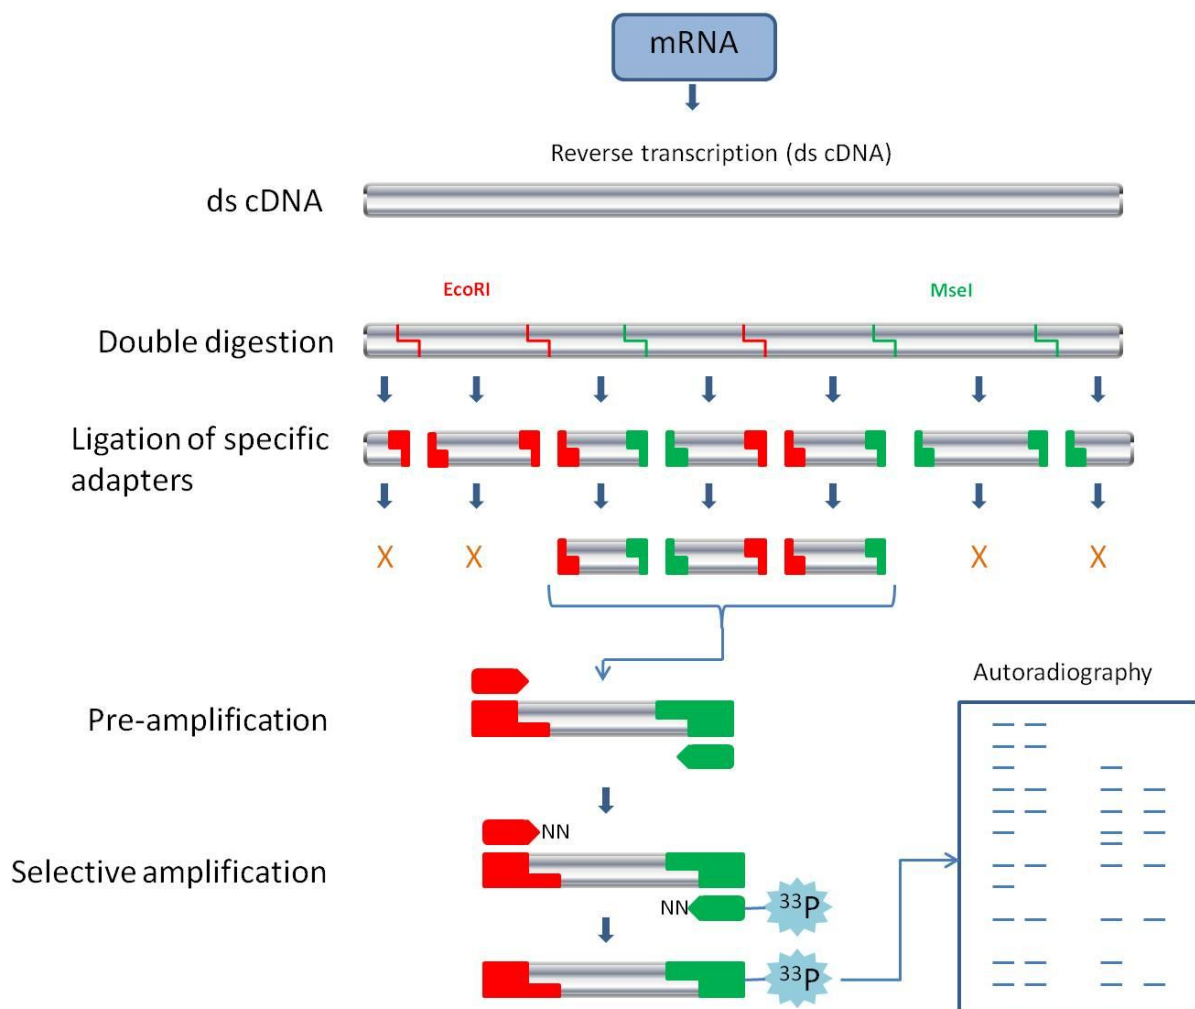 mRNA
Reverse transcription (ds cDNA)
ds cDNA
EcoRI
MseI
Double digestion
Ligation of specific
adapters
X
X
X
X
Autoradiography
Pre-amplification
NN
Selective amplification
NN
³³P
³³P